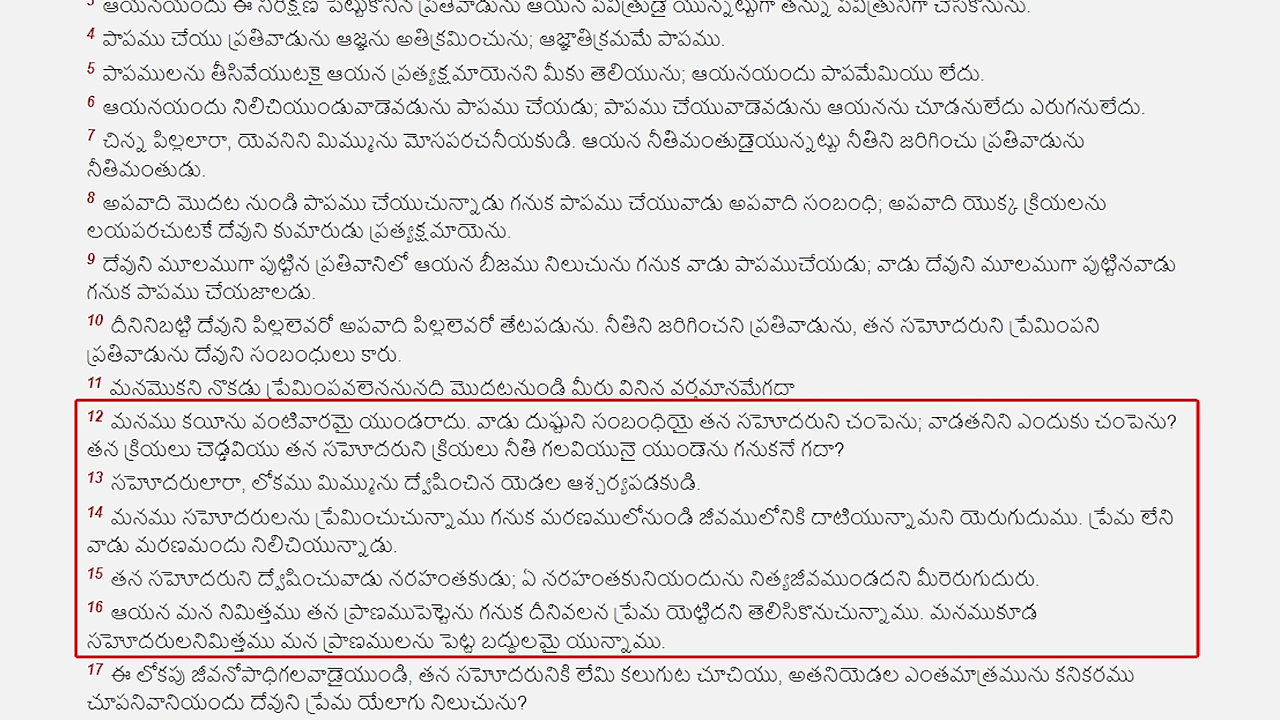 3 ఆయనయందు ఈ నిరీక్షణ పెట్టుకొనిన ప్రతివాడును ఆయన పవిత్రుడై యున్నట్టుగా తన్ను పవిత్రునిగా చేసికొనును.
4 పాపము చేయు ప్రతివాడును ఆజ్ఞను అతిక్రమించును; ఆజ్ఞాతిక్రమమే పాపము.
5 పాపములను తీసివేయుటకై ఆయన ప్రత్యక్షమాయెనని మీకు తెలియును; ఆయనయందు పాపమేమియు లేదు.
6 ఆయనయందు నిలిచియుండువాడెవడును పాపము చేయడు; పాపము చేయువాడెవడును ఆయనను చూడనులేదు ఎరుగనులేదు.
7 చిన్న పిల్లలారా, యెవనిని మిమ్మును మోసపరచనీయకుడి. ఆయన నీతిమంతుడైయున్నట్టు నీతిని జరిగించు ప్రతివాడును
నీతిమంతుడు.
8 అపవాది మొదట నుండి పాపము చేయుచున్నాడు గనుక పాపము చేయువాడు అపవాది సంబంధి; అపవాది యొక్క క్రియలను
లయపరచుటకే దేవుని కుమారుడు ప్రత్యక్షమాయెను.
9 దేవుని మూలముగా పుట్టిన ప్రతివానిలో ఆయన బీజము నిలుచును గనుక వాడు పాపముచేయడు; వాడు దేవుని మూలముగా పుట్టినవాడు
గనుక పాపము చేయజాలడు.
10 దీనినిబట్టి దేవుని పిల్లలెవరో అపవాది పిల్లలెవరో తేటపడును. నీతిని జరిగించని ప్రతివాడును, తన సహోదరుని ప్రేమింపని
ప్రతివాడును దేవుని సంబంధులు కారు.
11 మనమొకని నొకడు ప్రేమింపవలెననునది మొదటనుండి మీరు వినిన వర్తమానమేగదా
12 మనము కయీను వంటివారమై యుండరాదు. వాడు దుష్టుని సంబంధియై తన సహోదరుని చంపెను; వాడతనిని ఎందుకు చంపెను?
తన క్రియలు చెడ్డవియు తన సహోదరుని క్రియలు నీతి గలవియునై యుండెను గనుకనే గదా?
13 సహోదరులారా, లోకము మిమ్మును ద్వేషించిన యెడల ఆశ్చర్యపడకుడి.
14 మనము సహోదరులను ప్రేమించుచున్నాము గనుక మరణములోనుండి జీవములోనికి దాటియున్నామని యెరుగుదుము. ప్రేమ లేని
వాడు మరణమందు నిలిచియున్నాడు.
15 తన సహోదరుని ద్వేషించువాడు నరహంతకుడు; ఏ నరహంతకునియందును నిత్యజీవముండదని మీరెరుగుదురు.
16 ఆయన మన నిమిత్తము తన ప్రాణముపెట్టెను గనుక దీనివలన ప్రేమ యెట్టిదని తెలిసికొనుచున్నాము. మనముకూడ
సహోదరులనిమిత్తము మన ప్రాణములను పెట్ట బద్ధులమై యున్నాము.
17 ఈ లోకపు జీవనోపాధిగలవాడైయుండి, తన సహోదరునికి లేమి కలుగుట చూచియు, అతనియెడల ఎంతమాత్రమును కనికరము
చూపనివానియందు దేవుని ప్రేమ యేలాగు నిలుచును?